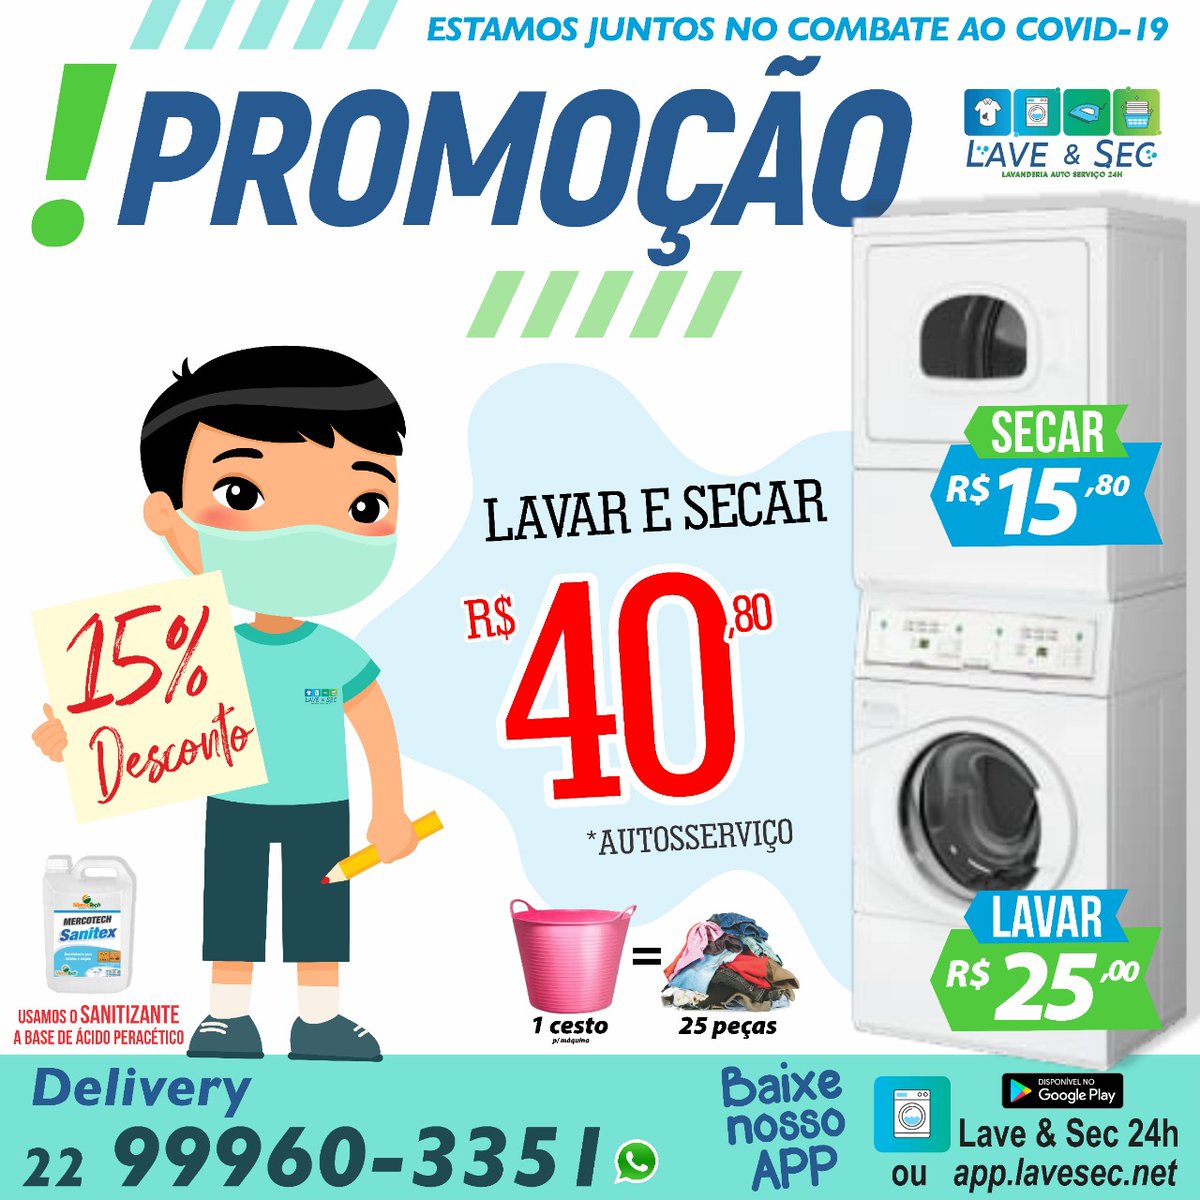 ESTAMOS JUNTOS NO COMBATE AO COVID-19
! PROMOÇÃO
LAVE & SEC
LAVANDERIA AUTO SERVIÇO 24H
SECAR
R$ 15,80
LAVAR E SECAR
R$ 40,80
*AUTOSSERVIÇO
15%
Desconto
LAVE & SEC
LAVAR
R$ 25,00
MercoTech
MERCOTECH
Sanitex
USAMOS O SANITIZANTE
A BASE DE ÁCIDO PERACÉTICO
=
1 cesto
p/ máquina
25 peças
Delivery
22 99960-3351
Baixe
nosso
APP
DISPONÍVEL NO
Google Play
Lave & Sec 24h
ou app.lavesec.net